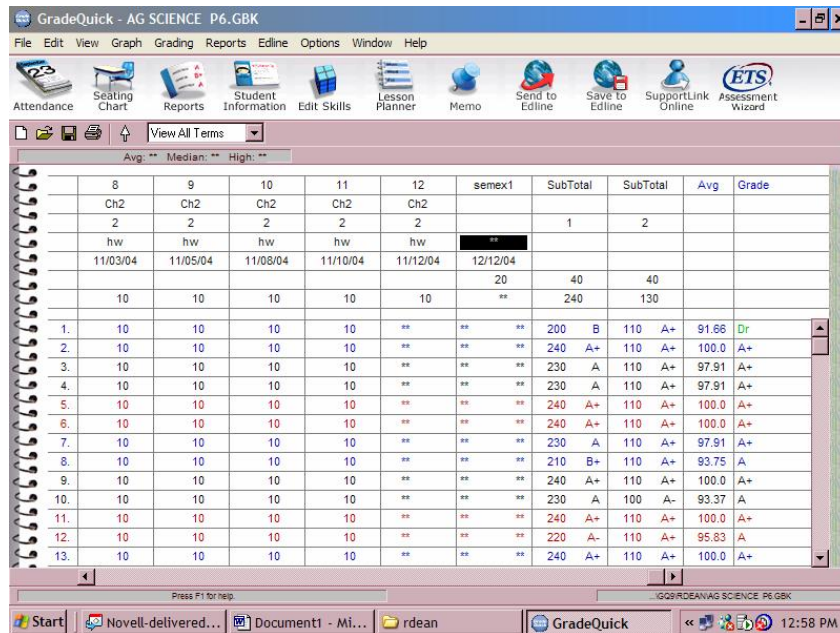 GradeQuick - AG SCIENCE P6.GBK
File Edit View Graph Grading Reports Edline Options Window Help
23
ETS
Attendance Seating Chart Reports Student Information Edit Skills Lesson Planner Memo Send to Edline Save to Edline SupportLink Online Assessment Wizard
View All Terms
Avg: ** Median: ** High: **
8 9 10 11 12 semex1 SubTotal SubTotal Avg Grade
Ch2 Ch2 Ch2 Ch2 Ch2
2 2 2 2 2 1 2
hw hw hw hw hw **
11/03/04 11/05/04 11/08/04 11/10/04 11/12/04 12/12/04
20 40 40
10 10 10 10 10 ** 240 130
1. 10 10 10 10 ** ** ** 200 B 110 A+ 91.66 Dr
2. 10 10 10 10 ** ** ** 240 A+ 110 A+ 100.0 A+
3. 10 10 10 10 ** ** ** 230 A 110 A+ 97.91 A+
4. 10 10 10 10 ** ** ** 230 A 110 A+ 97.91 A+
5. 10 10 10 10 ** ** ** 240 A+ 110 A+ 100.0 A+
6. 10 10 10 10 ** ** ** 240 A+ 110 A+ 100.0 A+
7. 10 10 10 10 ** ** ** 230 A 110 A+ 97.91 A+
8. 10 10 10 10 ** ** ** 210 B+ 110 A+ 93.75 A
9. 10 10 10 10 ** ** ** 240 A+ 110 A+ 100.0 A+
10. 10 10 10 10 ** ** ** 230 A 100 A- 93.37 A
11. 10 10 10 10 ** ** ** 240 A+ 110 A+ 100.0 A+
12. 10 10 10 10 ** ** ** 220 A- 110 A+ 95.83 A
13. 10 10 10 10 ** ** ** 240 A+ 110 A+ 100.0 A+
Press F1 for help. ...\GQ9\RDEAN\AG SCIENCE P6.GBK
Start Novell-delivered... Document1 - Mi... rdean GradeQuick « 12:58 PM